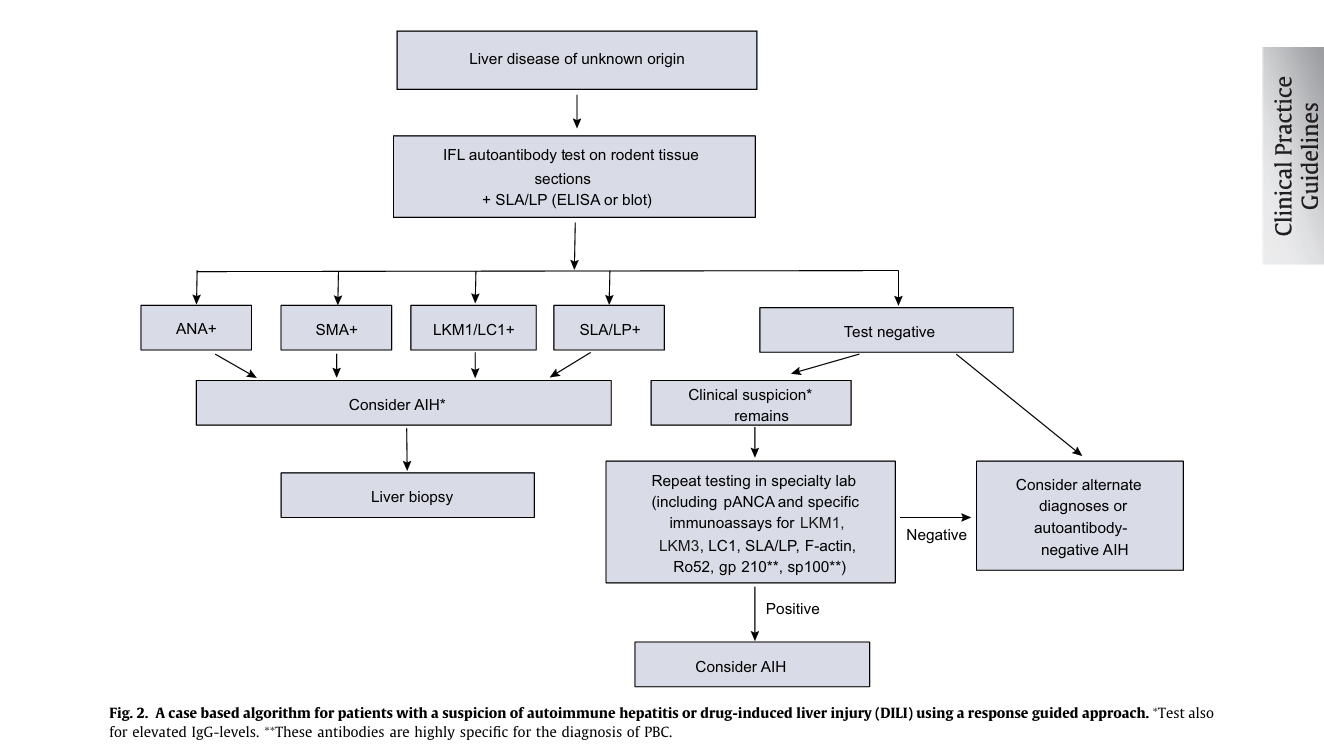 Clinical Practice
Guidelines
Liver disease of unknown origin
IFL autoantibody test on rodent tissue
sections
+ SLA/LP (ELISA or blot)
ANA+
SMA+
LKM1/LC1+
SLA/LP+
Test negative
Consider AIH*
Clinical suspicion*
remains
Liver biopsy
Repeat testing in specialty lab
(including pANCA and specific
immunoassays for LKM1,
LKM3, LC1, SLA/LP, F-actin,
Ro52, gp 210**, sp100**)
Negative
Consider alternate
diagnoses or
autoantibody-
negative AIH
Positive
Consider AIH
Fig. 2. A case based algorithm for patients with a suspicion of autoimmune hepatitis or drug-induced liver injury (DILI) using a response guided approach. *Test also
for elevated IgG-levels. **These antibodies are highly specific for the diagnosis of PBC.